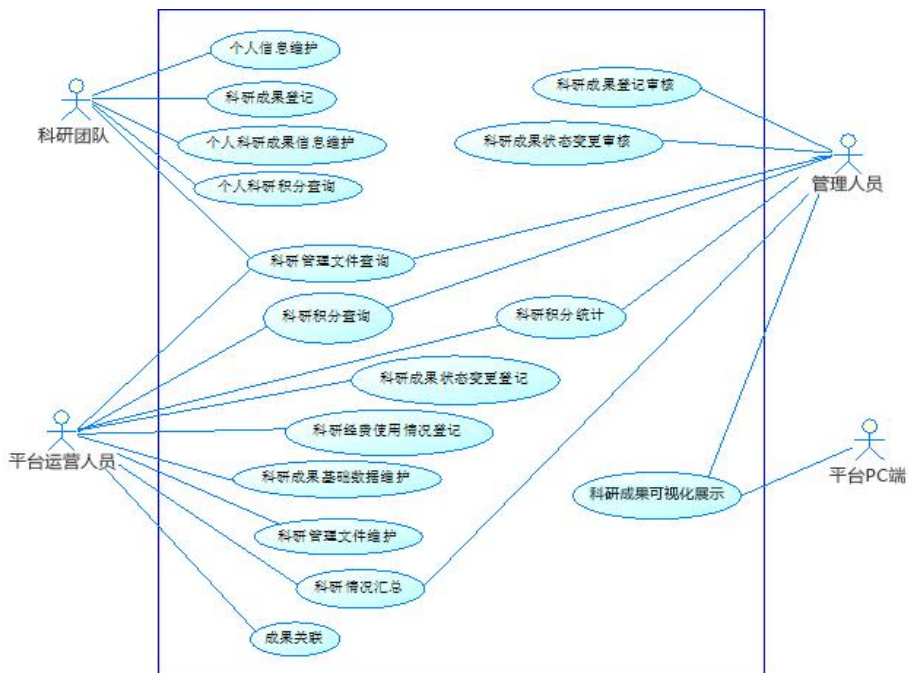 个人信息维护
科研成果登记审核
科研成果登记
科研团队
科研成果状态变更审核
个人科研成果信息维护
管理人员
个人科研积分查询
科研管理文件查询
科研积分查询
科研积分统计
科研成果状态变更登记
科研经费使用情况登记
平台运营人员
科研成果基础数据维护
平台PC端
科研成果可视化展示
科研管理文件维护
科研情况汇总
成果关联